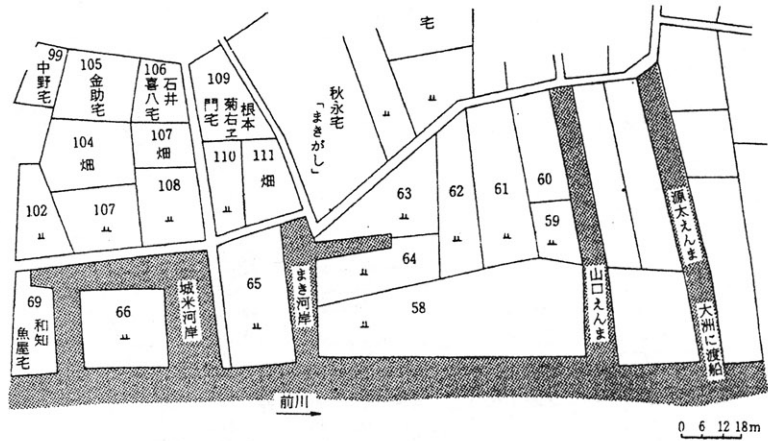 宅
99
中野宅
105
金助宅
106
石井
喜八宅
109
根本
菊右ヱ
門宅
秋永宅
「まきがし」
104
畑
107
畑
110
111
畑
108
102
107
63
62
61
60
59
源太えんま
64
65
まき河岸
城米河岸
69
和知
魚屋宅
66
58
山口えんま
大洲に渡船
前川
0 6 12 18m